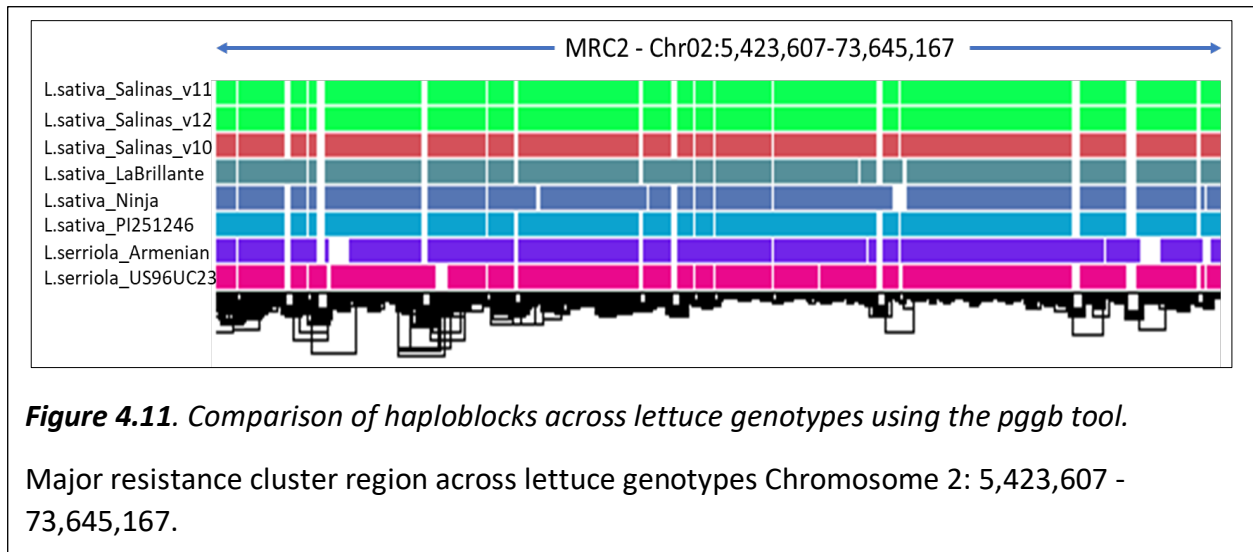 MRC2 - Chr02:5,423,607-73,645,167
L.sativa_Salinas_v11
L.sativa_Salinas_v12
L.sativa_Salinas_v10
L.sativa_LaBrillante
L.sativa_Ninja
L.sativa_PI251246
L.serriola_Armenian
L.serriola_US96UC23
Figure 4.11. Comparison of haploblocks across lettuce genotypes using the pggb tool.
Major resistance cluster region across lettuce genotypes Chromosome 2: 5,423,607 -
73,645,167.